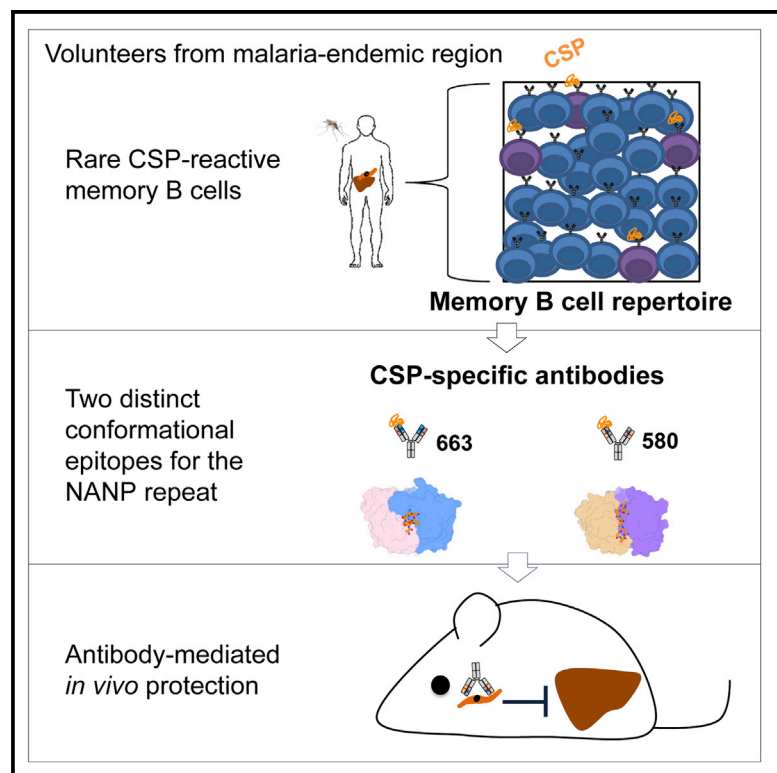 Volunteers from malaria-endemic region
CSP
Rare CSP-reactive
memory B cells
Memory B cell repertoire
CSP-specific antibodies
Two distinct
conformational
epitopes for the
NANP repeat
663
580
Antibody-mediated
in vivo protection